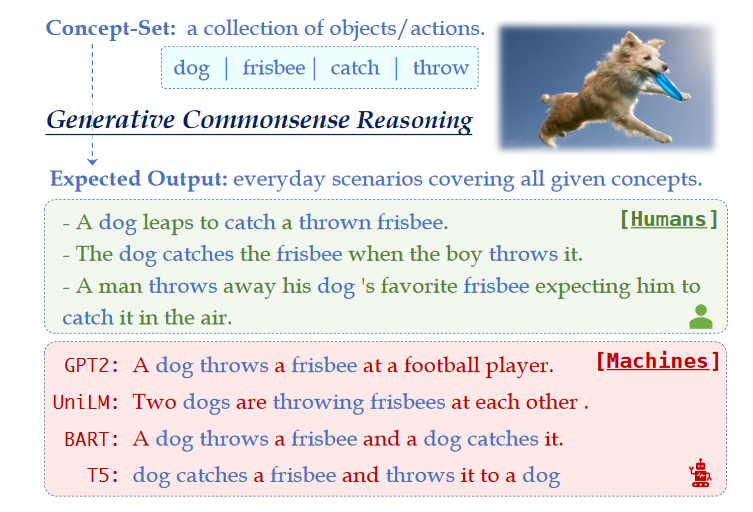 Concept-Set: a collection of objects/actions.
dog | frisbee | catch | throw
Generative Commonsense Reasoning
Expected Output: everyday scenarios covering all given concepts.
[Humans]
- A dog leaps to catch a thrown frisbee.
- The dog catches the frisbee when the boy throws it.
- A man throws away his dog 's favorite frisbee expecting him to
catch it in the air.
[Machines]
GPT2: A dog throws a frisbee at a football player.
UniLM: Two dogs are throwing frisbees at each other .
BART: A dog throws a frisbee and a dog catches it.
T5: dog catches a frisbee and throws it to a dog